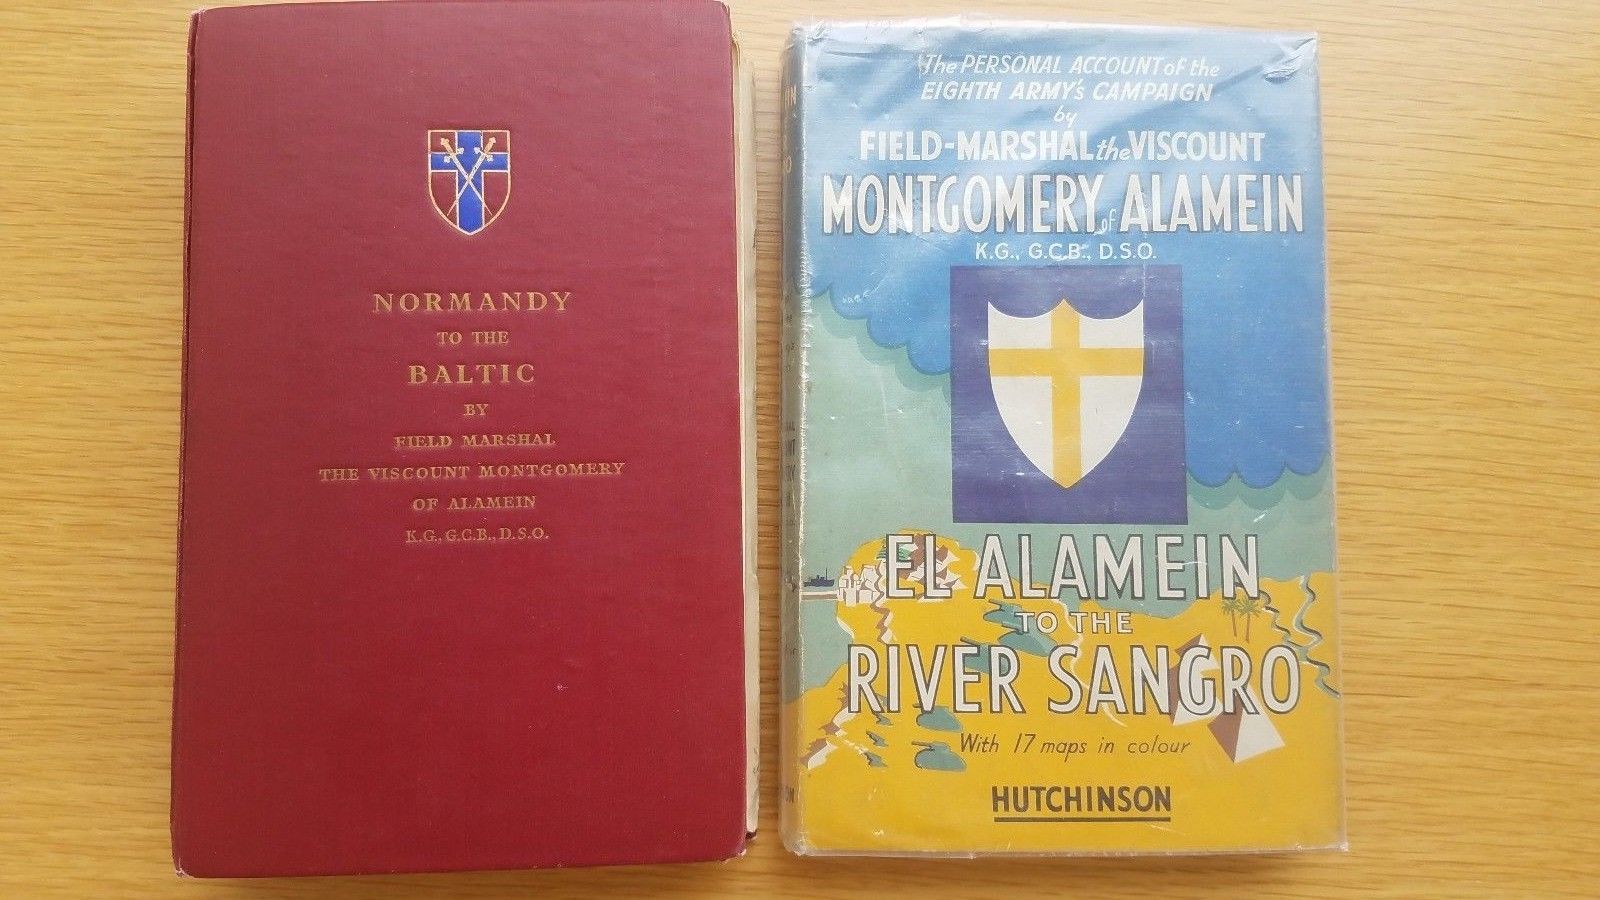 NORMANDY
TO THE
BALTIC
BY
FIELD MARSHAL
THE VISCOUNT MONTGOMERY
OF ALAMEIN
K.G., G.C.B., D.S.O.
The PERSONAL ACCOUNT of the
EIGHTH ARMY'S CAMPAIGN
by
FIELD-MARSHAL the VISCOUNT
MONTGOMERY of ALAMEIN
K.G., G.C.B., D.S.O.
EL ALAMEIN
TO THE
RIVER SANGRO
With 17 maps in colour
HUTCHINSON